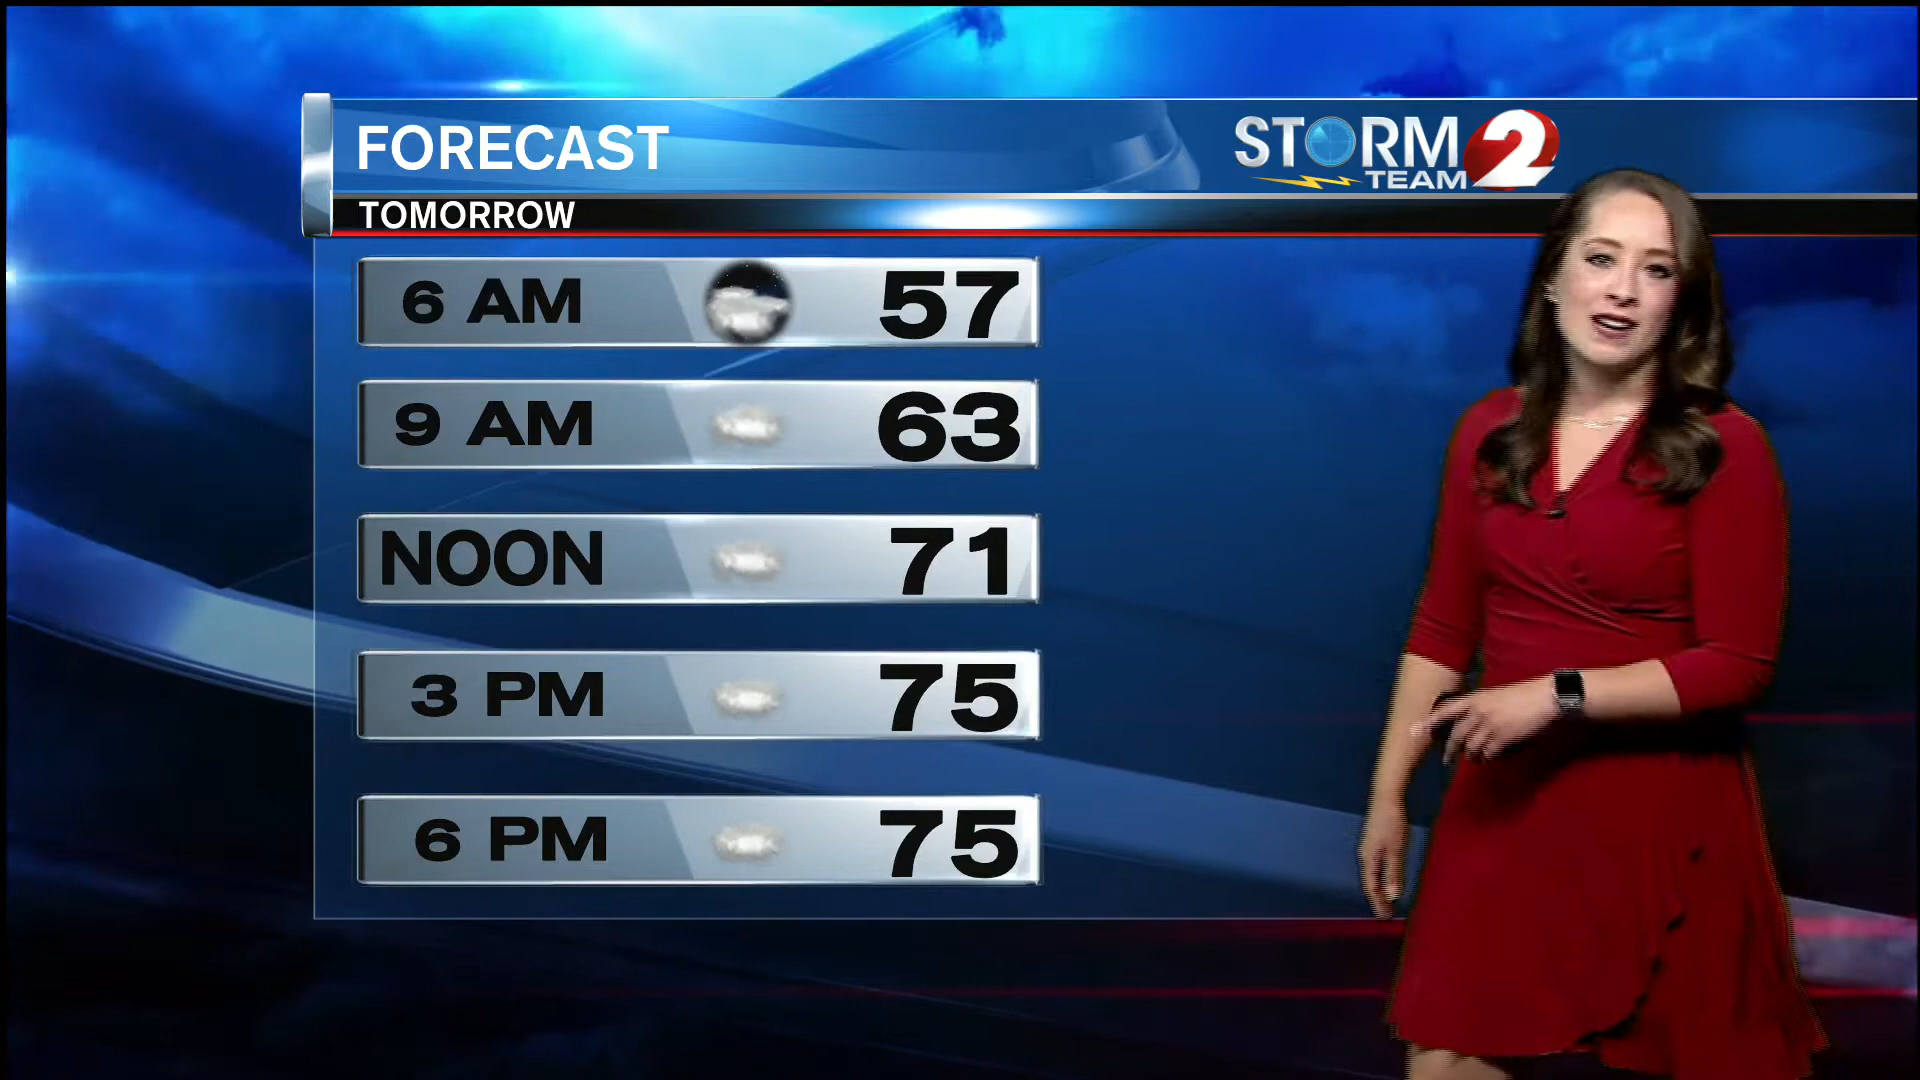 FORECAST
STORM
TEAM 2
TOMORROW
6 AM 57
9 AM 63
NOON 71
3 PM 75
6 PM 75